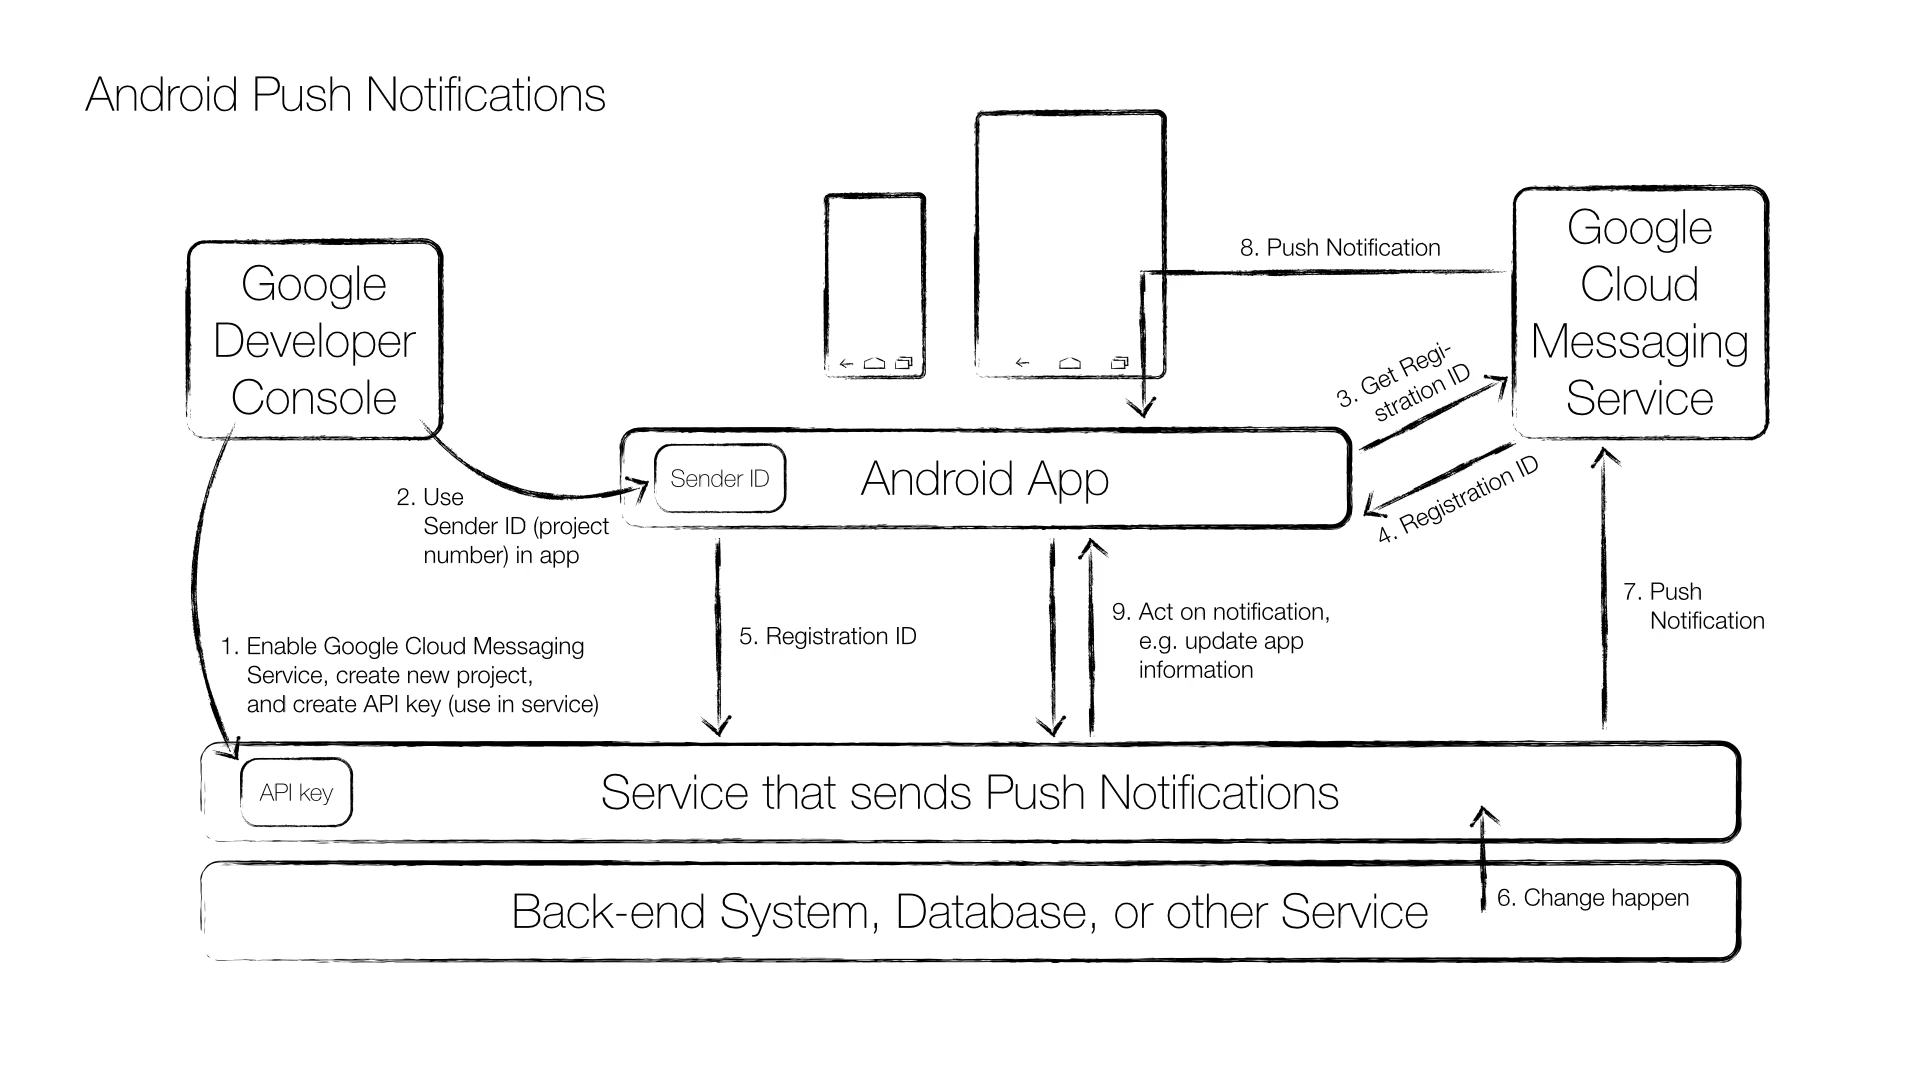 Android Push Notifications
Google
Developer
Console
Google
Cloud
Messaging
Service
8. Push Notification
3. Get Regi-
stration ID
4. Registration ID
Sender ID
Android App
2. Use
Sender ID (project
number) in app
1. Enable Google Cloud Messaging
Service, create new project,
and create API key (use in service)
5. Registration ID
9. Act on notification,
e.g. update app
information
7. Push
Notification
API key
Service that sends Push Notifications
Back-end System, Database, or other Service
6. Change happen